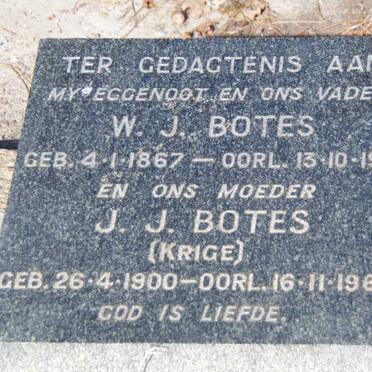 TER GEDAGTENIS AAN
MY EGGENOOT EN ONS VADE
W. J. BOTES
GEB. 4·1·1867 — OORL. 13·10·19
EN ONS MOEDER
J. J. BOTES
(KRIGE)
GEB. 26·4·1900 — OORL. 16·11·196
GOD IS LIEFDE.